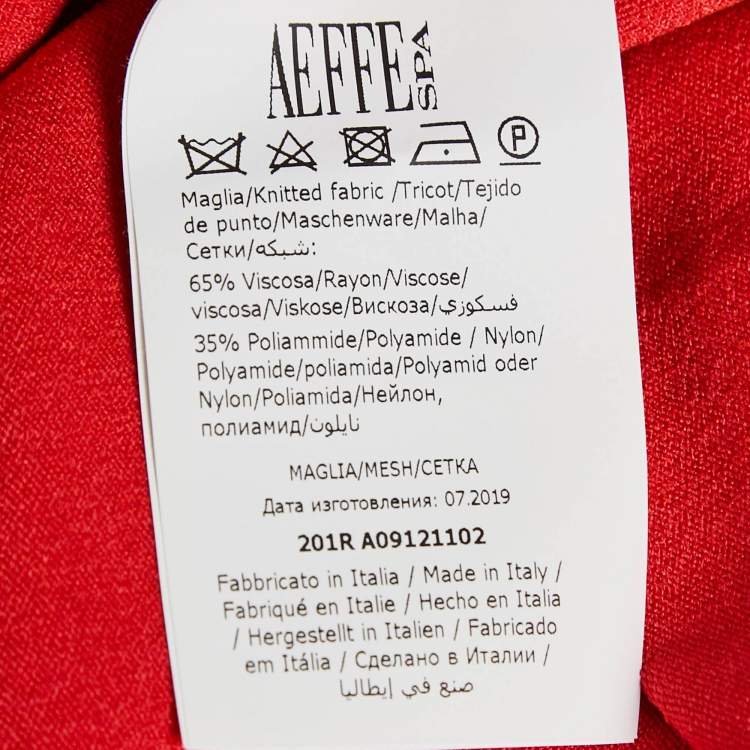 AEFFE SPA
P
Maglia/Knitted fabric /Tricot/Tejido
de punto/Maschenware/Malha/
Сетки/شبكه:
65% Viscosa/Rayon/Viscose/
viscosa/Viskose/Вискоза/فسكوزي
35% Poliammide/Polyamide / Nylon/
Polyamide/poliamida/Polyamid oder
Nylon/Poliamida/Нейлон,
полиамид/نايلون
MAGLIA/MESH/СЕТКА
Дата изготовления: 07.2019
201R A09121102
Fabbricato in Italia / Made in Italy /
Fabriqué en Italie / Hecho en Italia
/ Hergestellt in Italien / Fabricado
em Itália / Сделано в Италии /
صنع في إيطاليا